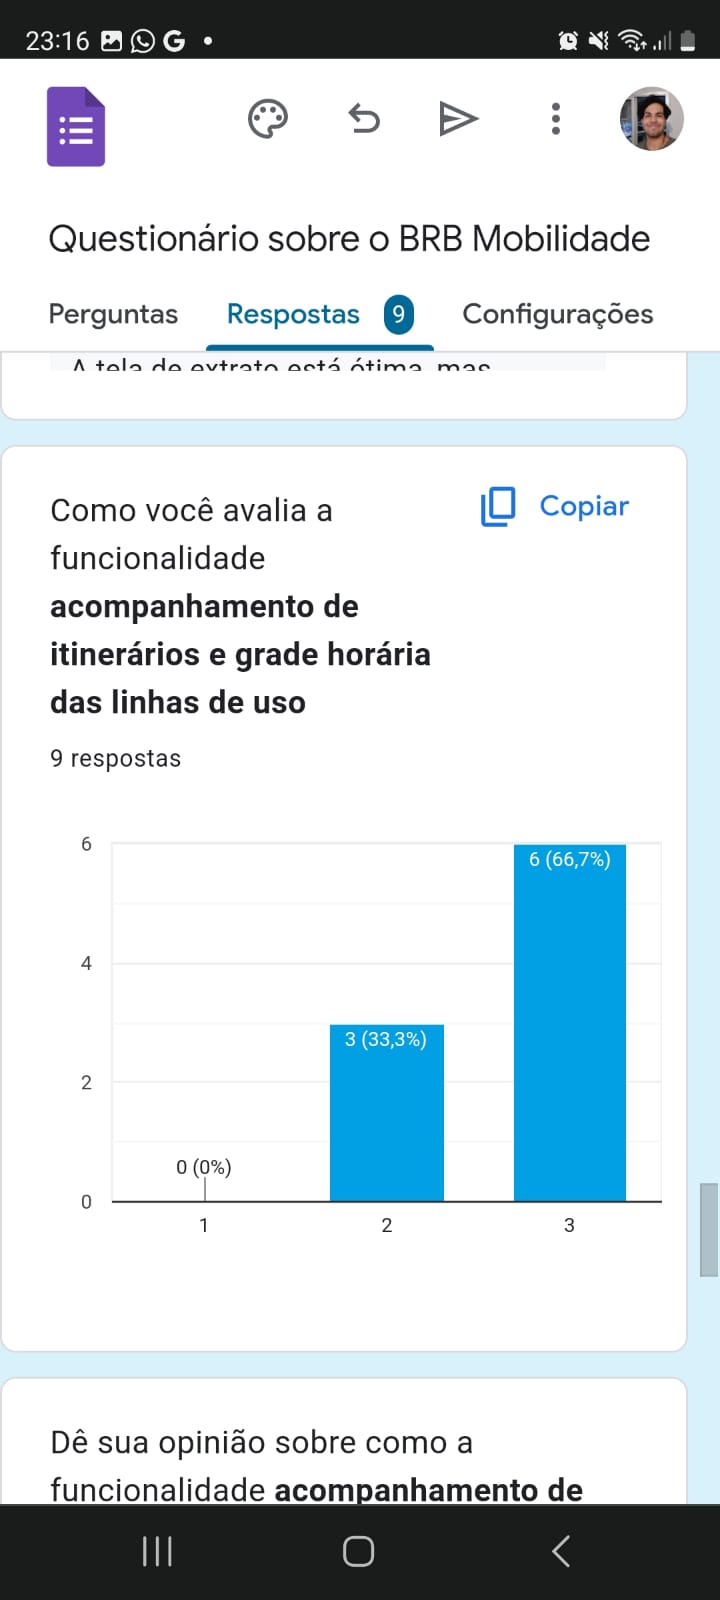 23:16
Questionário sobre o BRB Mobilidade
Perguntas Respostas 9 Configurações
A tela de extrato está ótima, mas
Como você avalia a
funcionalidade
acompanhamento de
itinerários e grade horária
das linhas de uso
Copiar
9 respostas
6
4
2
0
0 (0%)
3 (33,3%)
6 (66,7%)
1 2 3
Dê sua opinião sobre como a
funcionalidade acompanhamento de